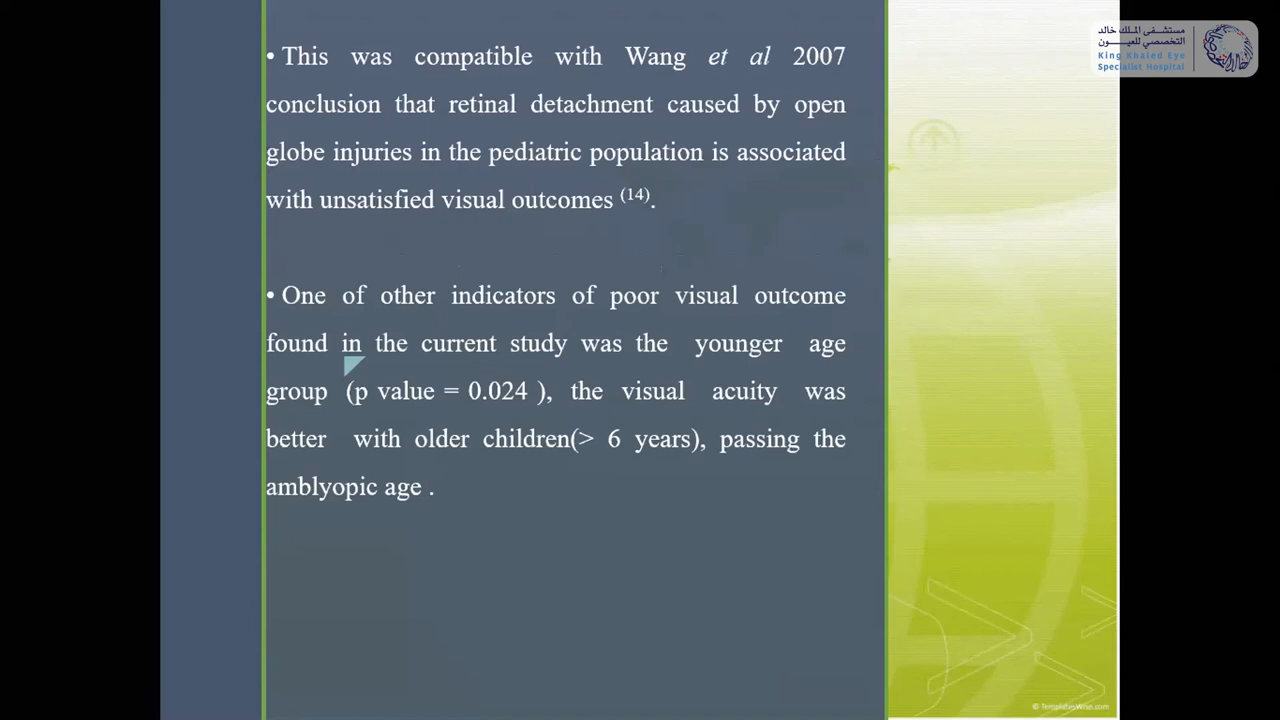 • This was compatible with Wang et al 2007
conclusion that retinal detachment caused by open
globe injuries in the pediatric population is associated
with unsatisfied visual outcomes (14).
• One of other indicators of poor visual outcome
found in the current study was the younger age
group (p value = 0.024 ), the visual acuity was
better with older children(> 6 years), passing the
amblyopic age .
مستشفى الملك خالد
التخصصي للعيون
King Khaled Eye
Specialist Hospital
© TemplatesWise.com